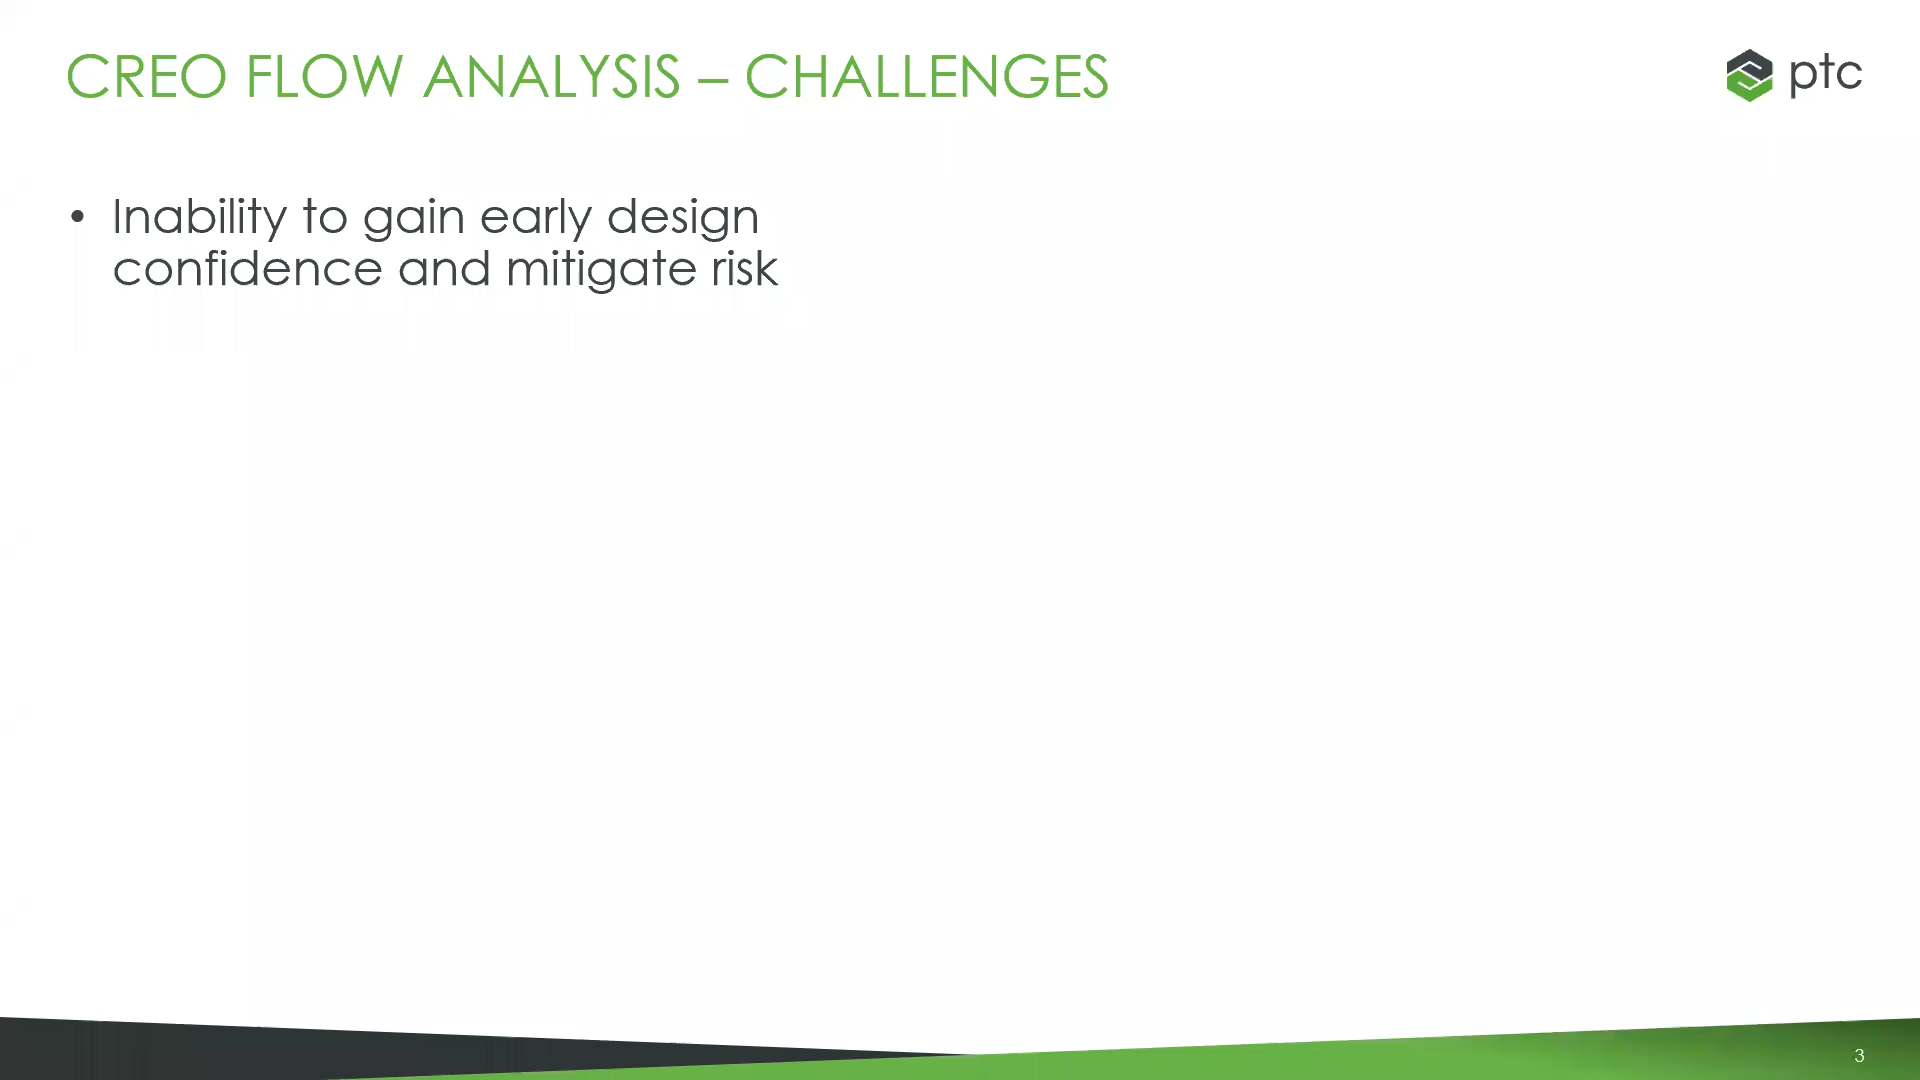 CREO FLOW ANALYSIS – CHALLENGES
ptc
• Inability to gain early design
confidence and mitigate risk
3